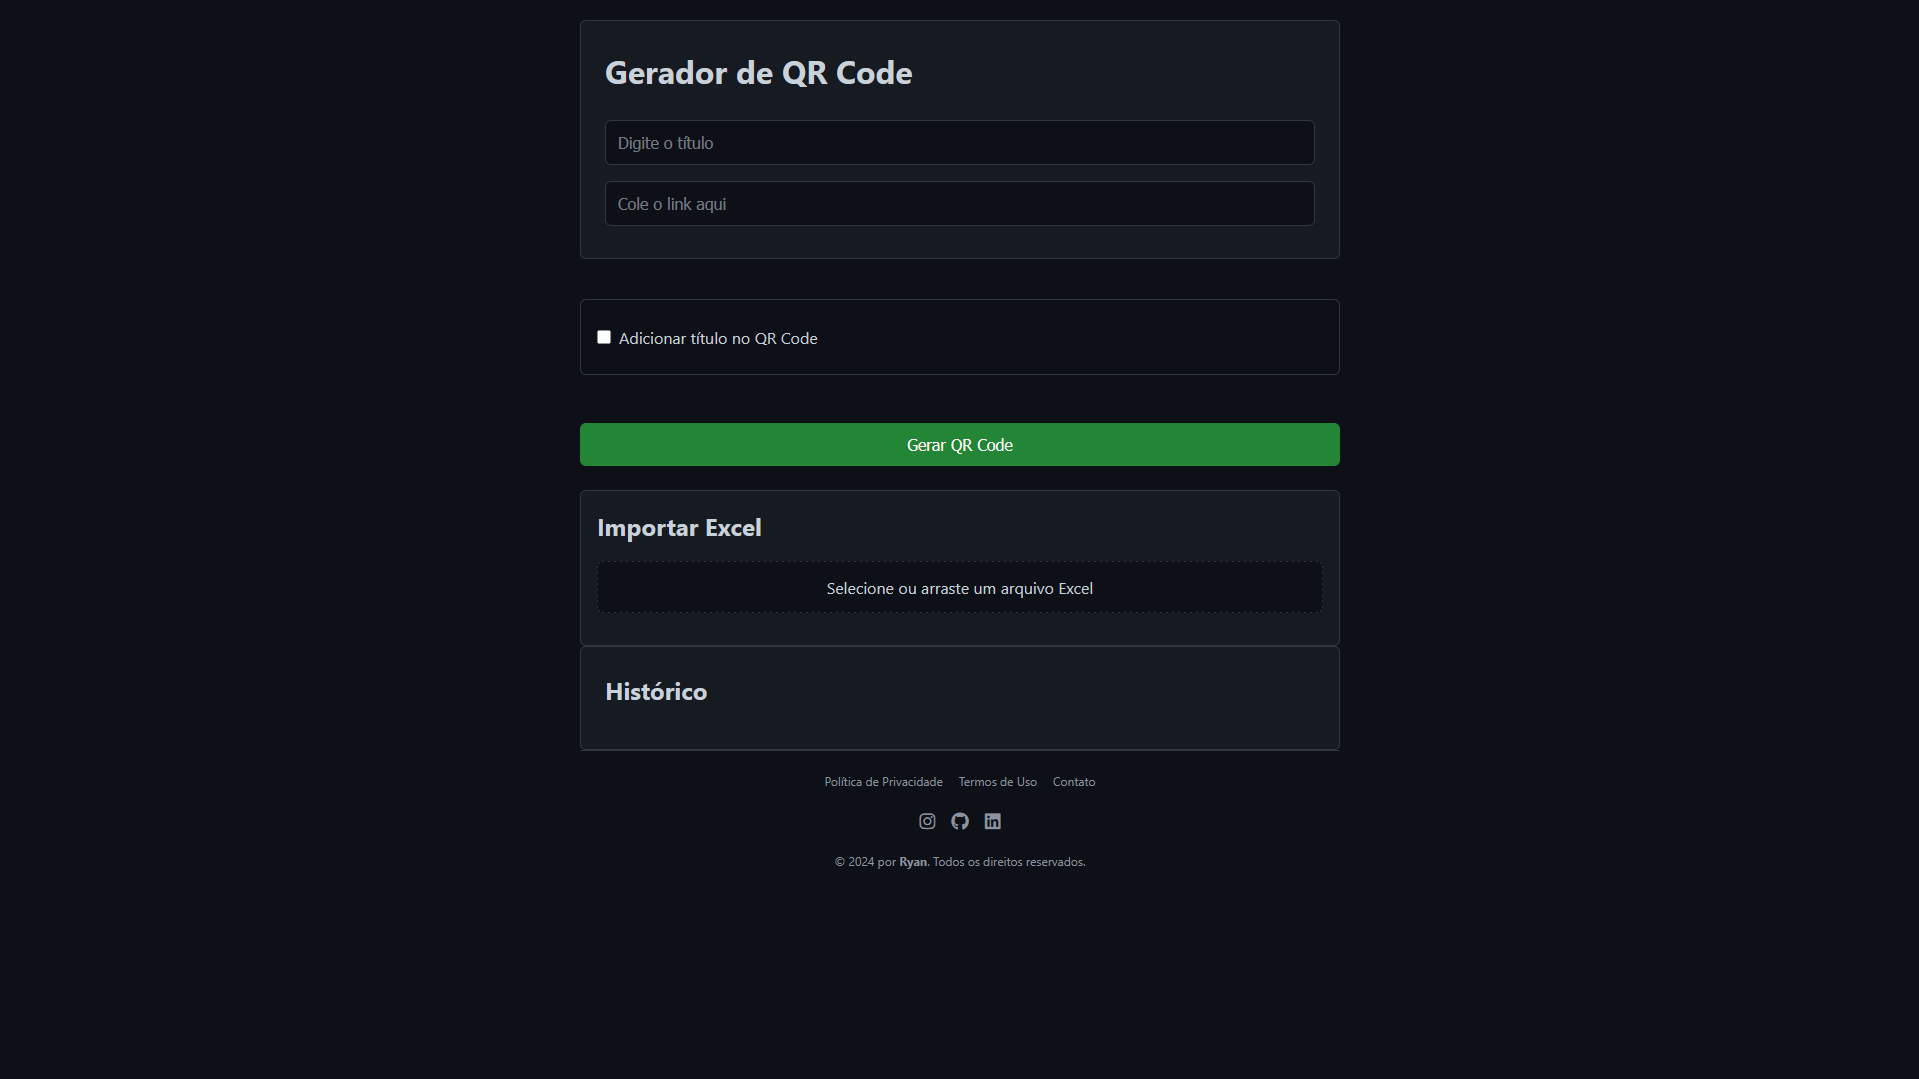 Gerador de QR Code
Digite o título
Cole o link aqui
Adicionar título no QR Code
Gerar QR Code
Importar Excel
Selecione ou arraste um arquivo Excel
Histórico
Política de Privacidade Termos de Uso Contato
© 2024 por Ryan. Todos os direitos reservados.